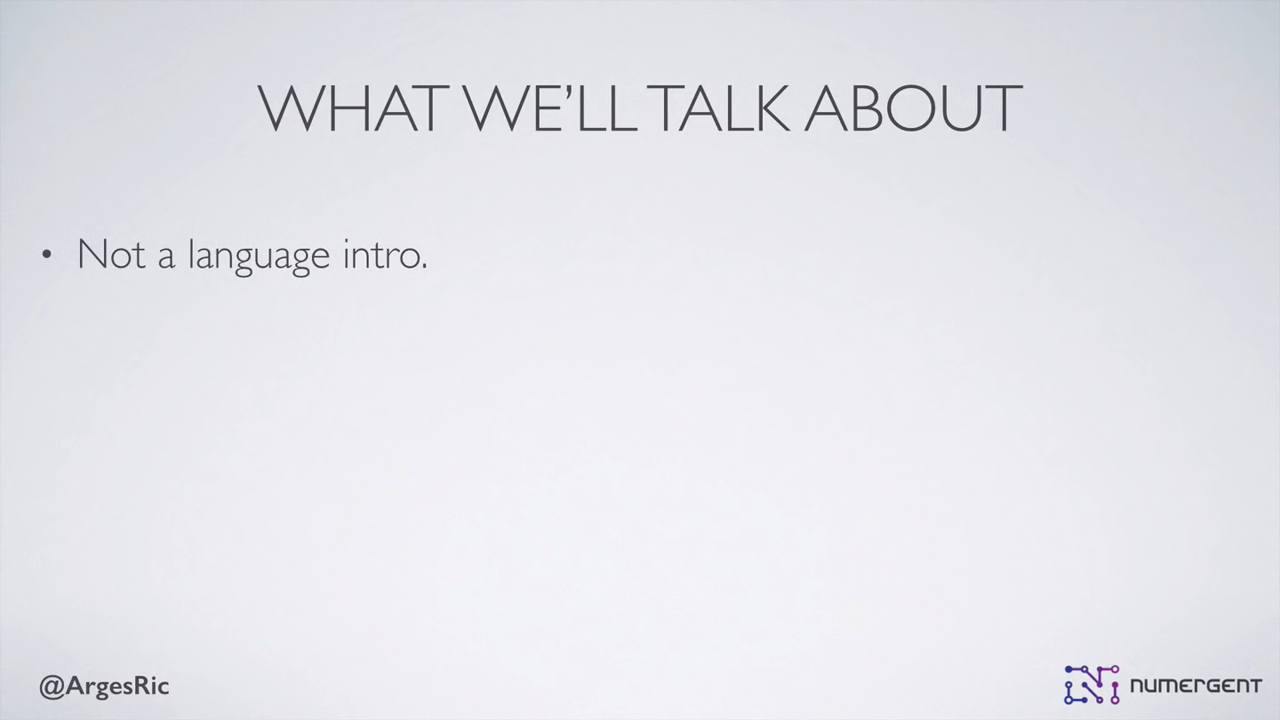 WHAT WE'LL TALK ABOUT
• Not a language intro.
@ArgesRic
NUMERGENT